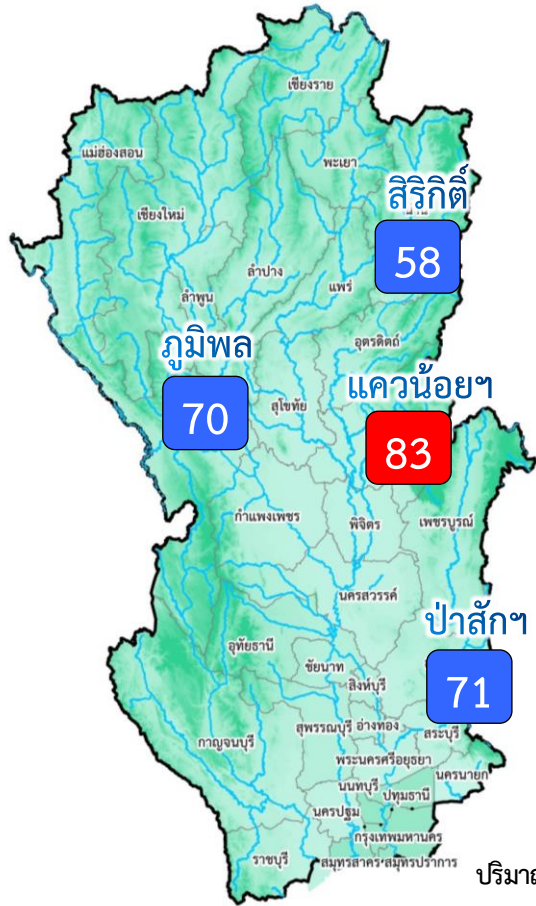 เชียงราย
แม่ฮ่องสอน
พะเยา
สิริกิติ์
เชียงใหม่
58
ลำปาง
แพร่
ลำพูน
อุตรดิตถ์
ภูมิพล
แควน้อยฯ
70
สุโขทัย
83
กำแพงเพชร
พิจิตร
เพชรบูรณ์
นครสวรรค์
ป่าสักฯ
อุทัยธานี
ชัยนาท
71
สิงห์บุรี
สุพรรณบุรี
อ่างทอง
สระบุรี
กาญจนบุรี
พระนครศรีอยุธยา
นครนายก
นนทบุรี
ปทุมธานี
นครปฐม
กรุงเทพมหานคร
ราชบุรี
สมุทรสาคร
สมุทรปราการ